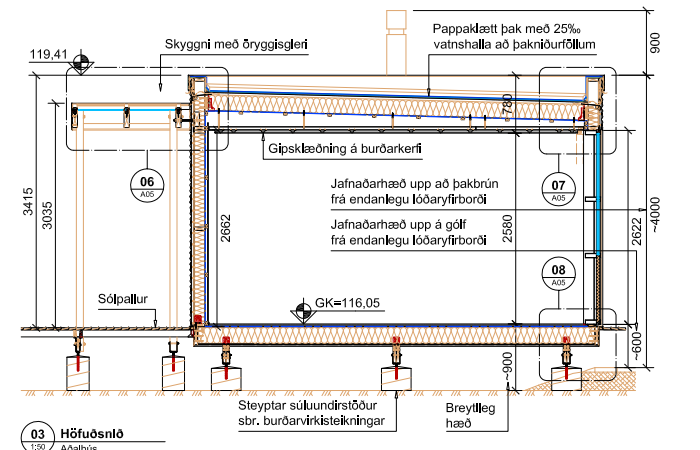 Skyggni með öryggisgleri
Pappaklætt þak með 25‰
vatnshalla að þakniðurföllum
900
119,41
780
Gipsklæðning á burðarkerfi
06
A05
07
A05
Jafnaðarhæð upp að þakbrún
frá endanlegu lóðaryfirborði
Jafnaðarhæð upp á gólf
frá endanlegu lóðaryfirborði
3415
3035
2662
2580
2622
~4000
08
A05
Sólpallur
GK=116,05
~900
~600
Steyptar súluundirstöður
sbr. burðarvirkisteikningar
Breytileg
hæð
03
1:50
Höfuðsnið
Aðalhús